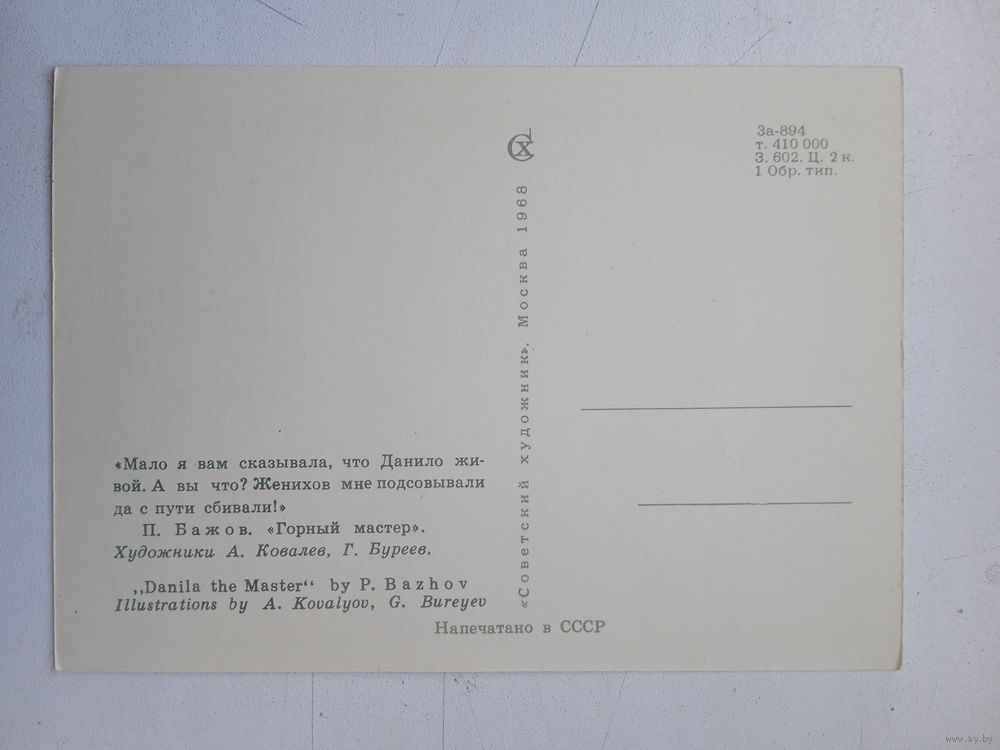 «Мало я вам сказывала, что Данило жи-
вой. А вы что? Женихов мне подсовывали
да с пути сбивали!»
П. Бажов. «Горный мастер».
Художники А. Ковалев, Г. Буреев.
„Danila the Master“ by P. Bazhov
Illustrations by A. Kovalyov, G. Bureyev
«Советский художник». Москва 1968
Напечатано в СССР
СХ
За-894
т. 410 000
З. 602. Ц. 2 к.
1 Обр. тип.
www.ay.by